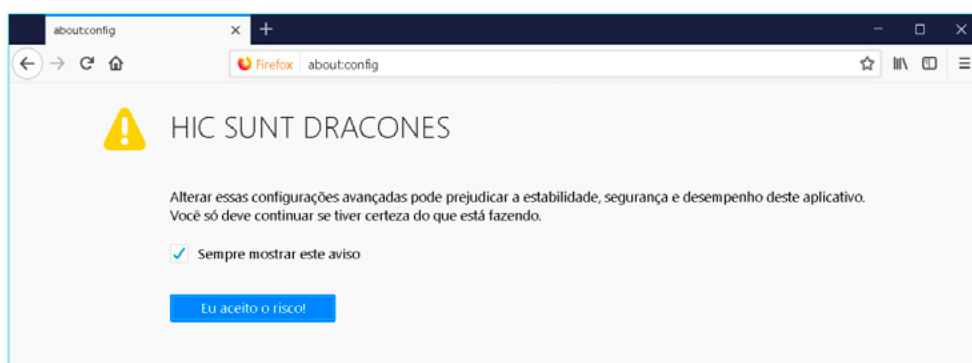 about:config
Firefox about:config
HIC SUNT DRACONES
Alterar essas configurações avançadas pode prejudicar a estabilidade, segurança e desempenho deste aplicativo.
Você só deve continuar se tiver certeza do que está fazendo.
Sempre mostrar este aviso
Eu aceito o risco!